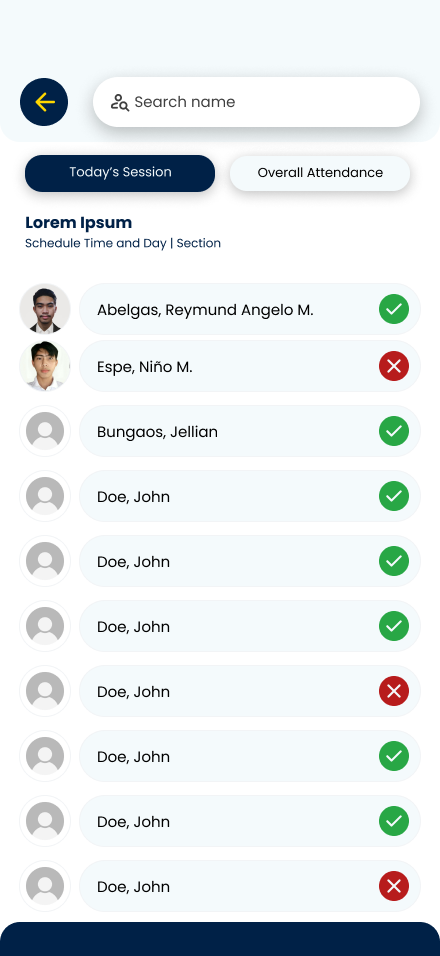 Search name
Today's Session
Overall Attendance
Lorem Ipsum
Schedule Time and Day | Section
Abelgas, Reymund Angelo M.
Espe, Niño M.
Bungaos, Jellian
Doe, John
Doe, John
Doe, John
Doe, John
Doe, John
Doe, John
Doe, John